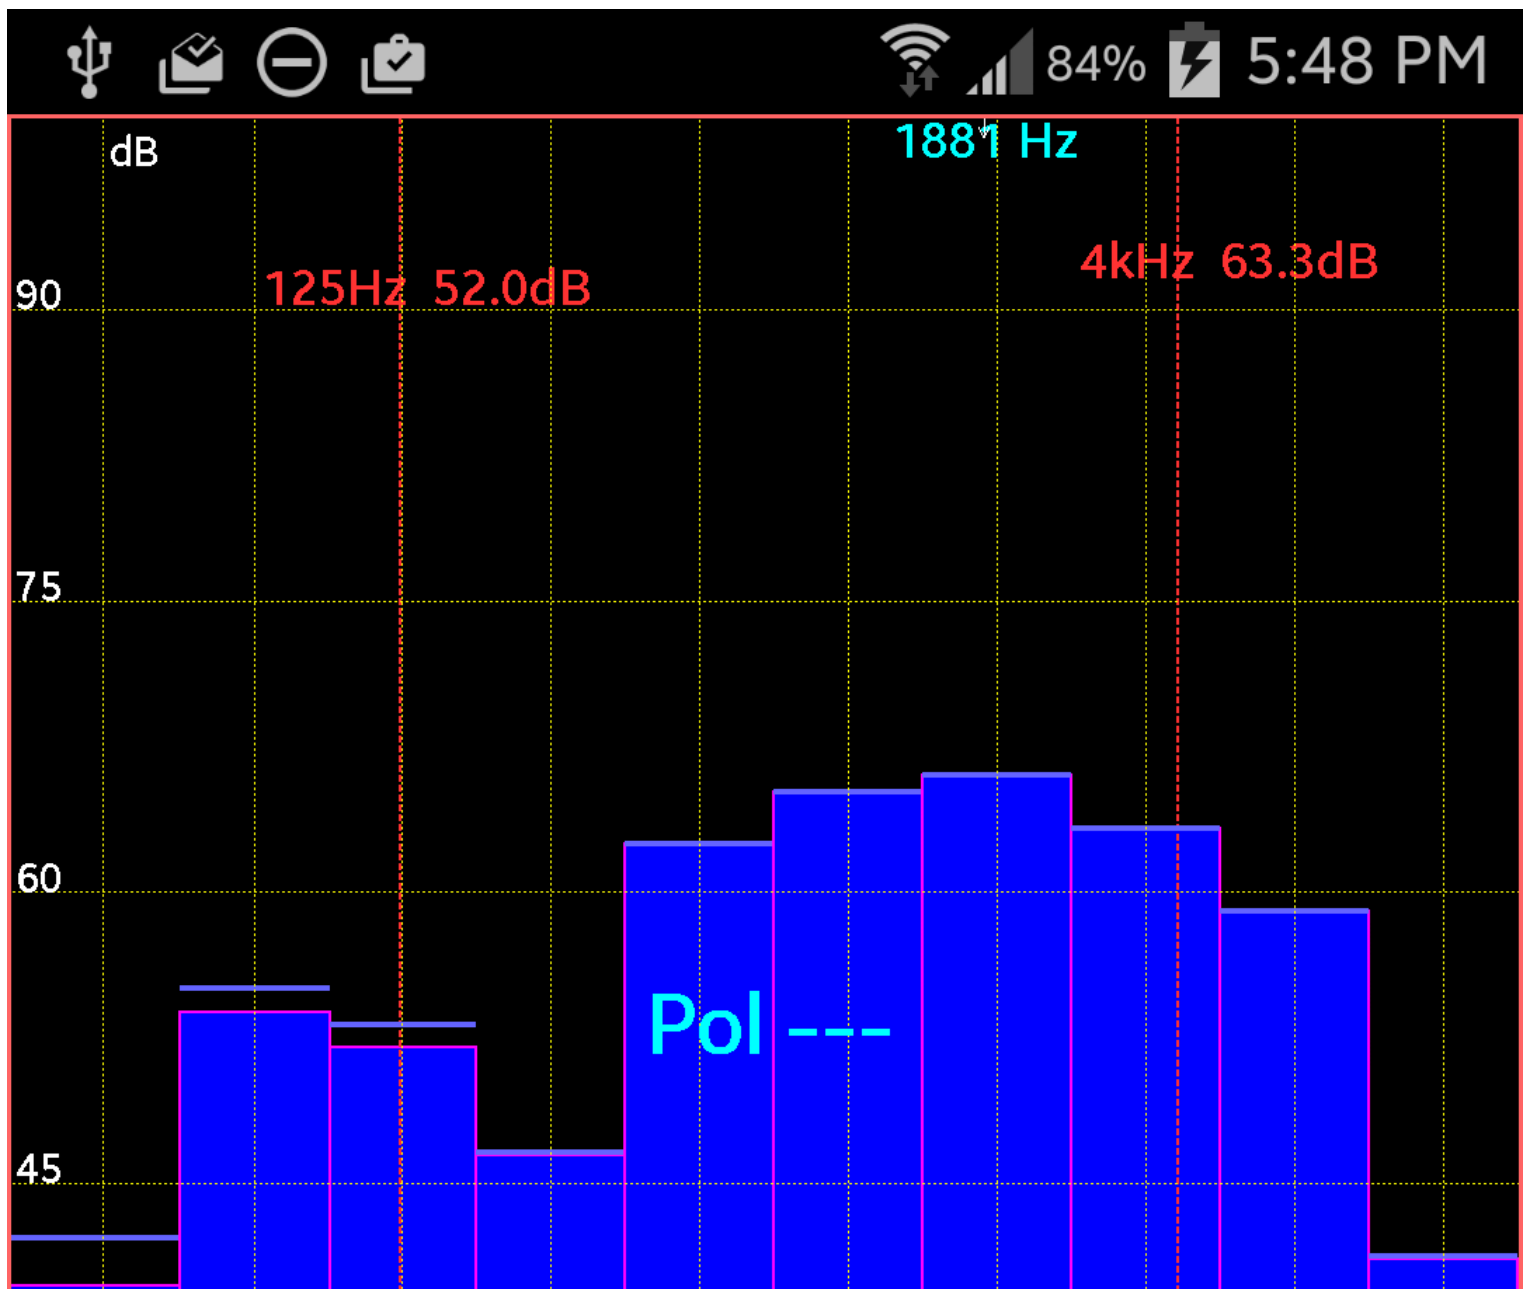 84% 5:48 PM
dB
1881 Hz
4kHz 63.3dB
125Hz 52.0dB
90
75
60
Pol ---
45